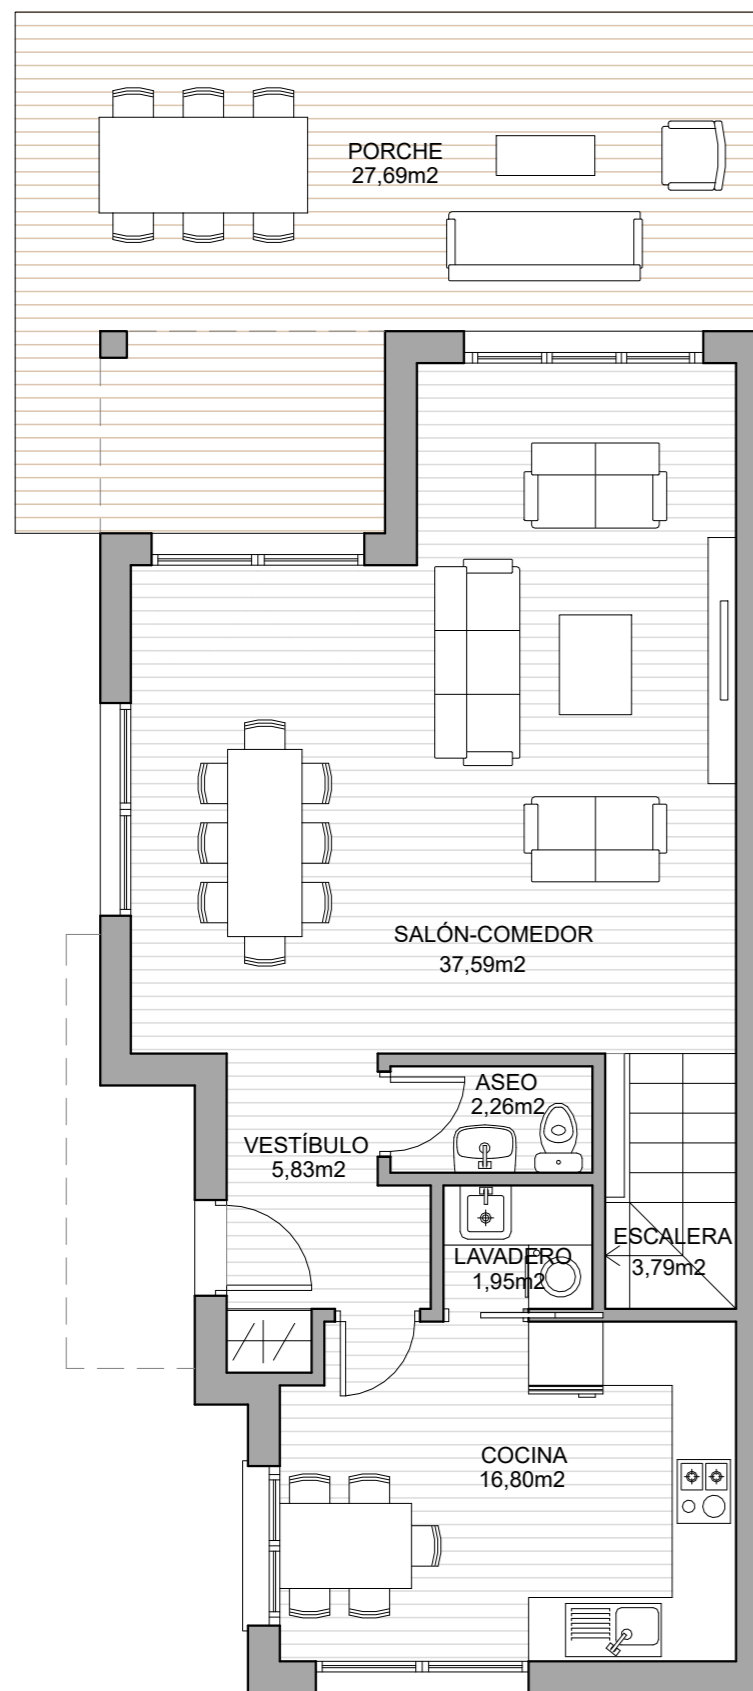 PORCHE
27,69m2
SALÓN-COMEDOR
37,59m2
ASEO
2,26m2
VESTÍBULO
5,83m2
ESCALERA
3,79m2
LAVADERO
1,95m2
COCINA
16,80m2